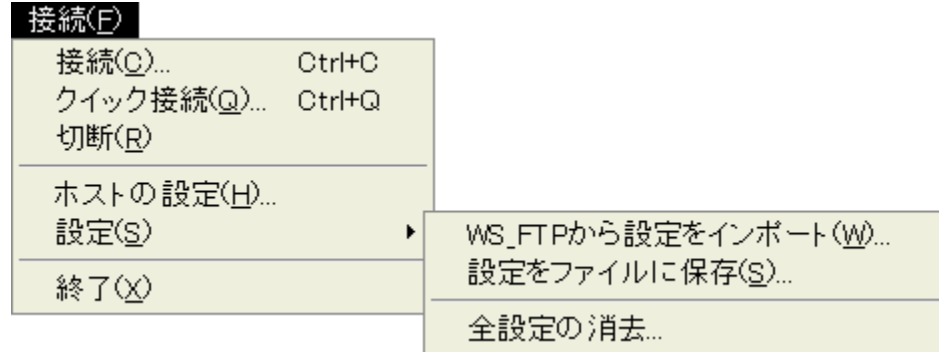 接続(F)
接続(C)... Ctrl+C
クイック接続(Q)... Ctrl+Q
切断(R)
ホストの設定(H)...
設定(S)
終了(X)
WS_FTPから設定をインポート(W)...
設定をファイルに保存(S)...
全設定の消去...